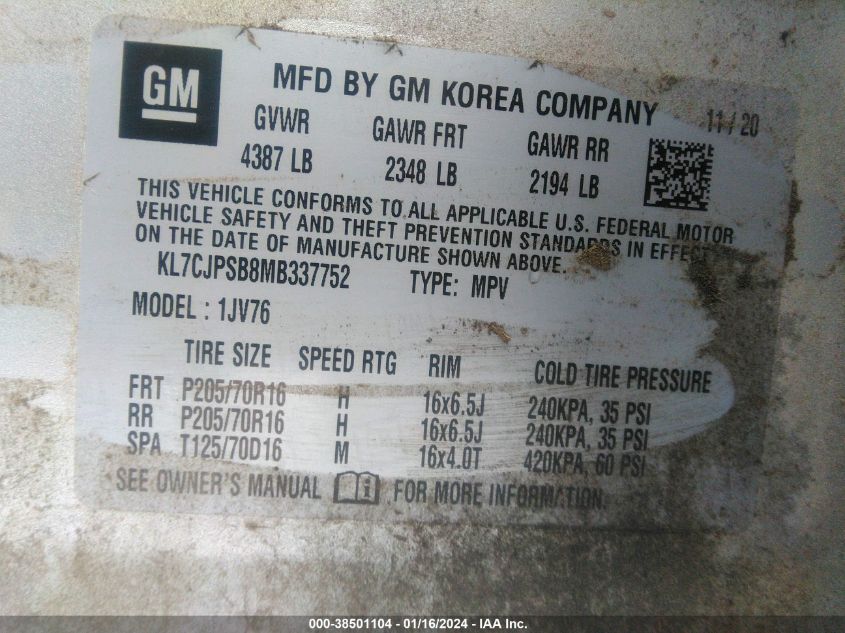 GM
MFD BY GM KOREA COMPANY
11 / 20
GVWR GAWR FRT GAWR RR
4387 LB 2348 LB 2194 LB
THIS VEHICLE CONFORMS TO ALL APPLICABLE U.S. FEDERAL MOTOR
VEHICLE SAFETY AND THEFT PREVENTION STANDARDS IN EFFECT
ON THE DATE OF MANUFACTURE SHOWN ABOVE.
KL7CJPSB8MB337752 TYPE: MPV
MODEL : 1JV76
TIRE SIZE SPEED RTG RIM COLD TIRE PRESSURE
FRT P205/70R16 H 16x6.5J 240KPA, 35 PSI
RR P205/70R16 H 16x6.5J 240KPA, 35 PSI
SPA T125/70D16 M 16x4.0T 420KPA, 60 PSI
SEE OWNER'S MANUAL i FOR MORE INFORMATION.
000-38501104 - 01/16/2024 - IAA Inc.